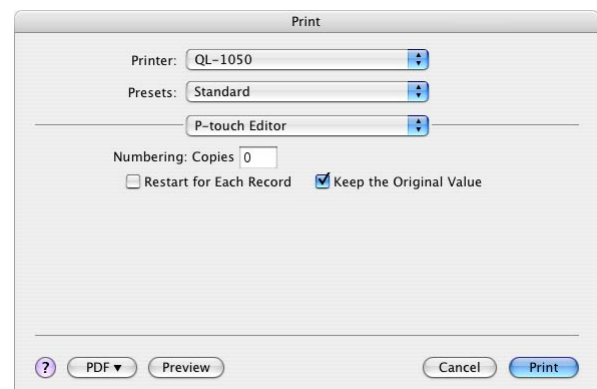 Print
Printer: QL-1050
Presets: Standard
P-touch Editor
Numbering: Copies 0
Restart for Each Record Keep the Original Value
? PDF▼ Preview Cancel Print